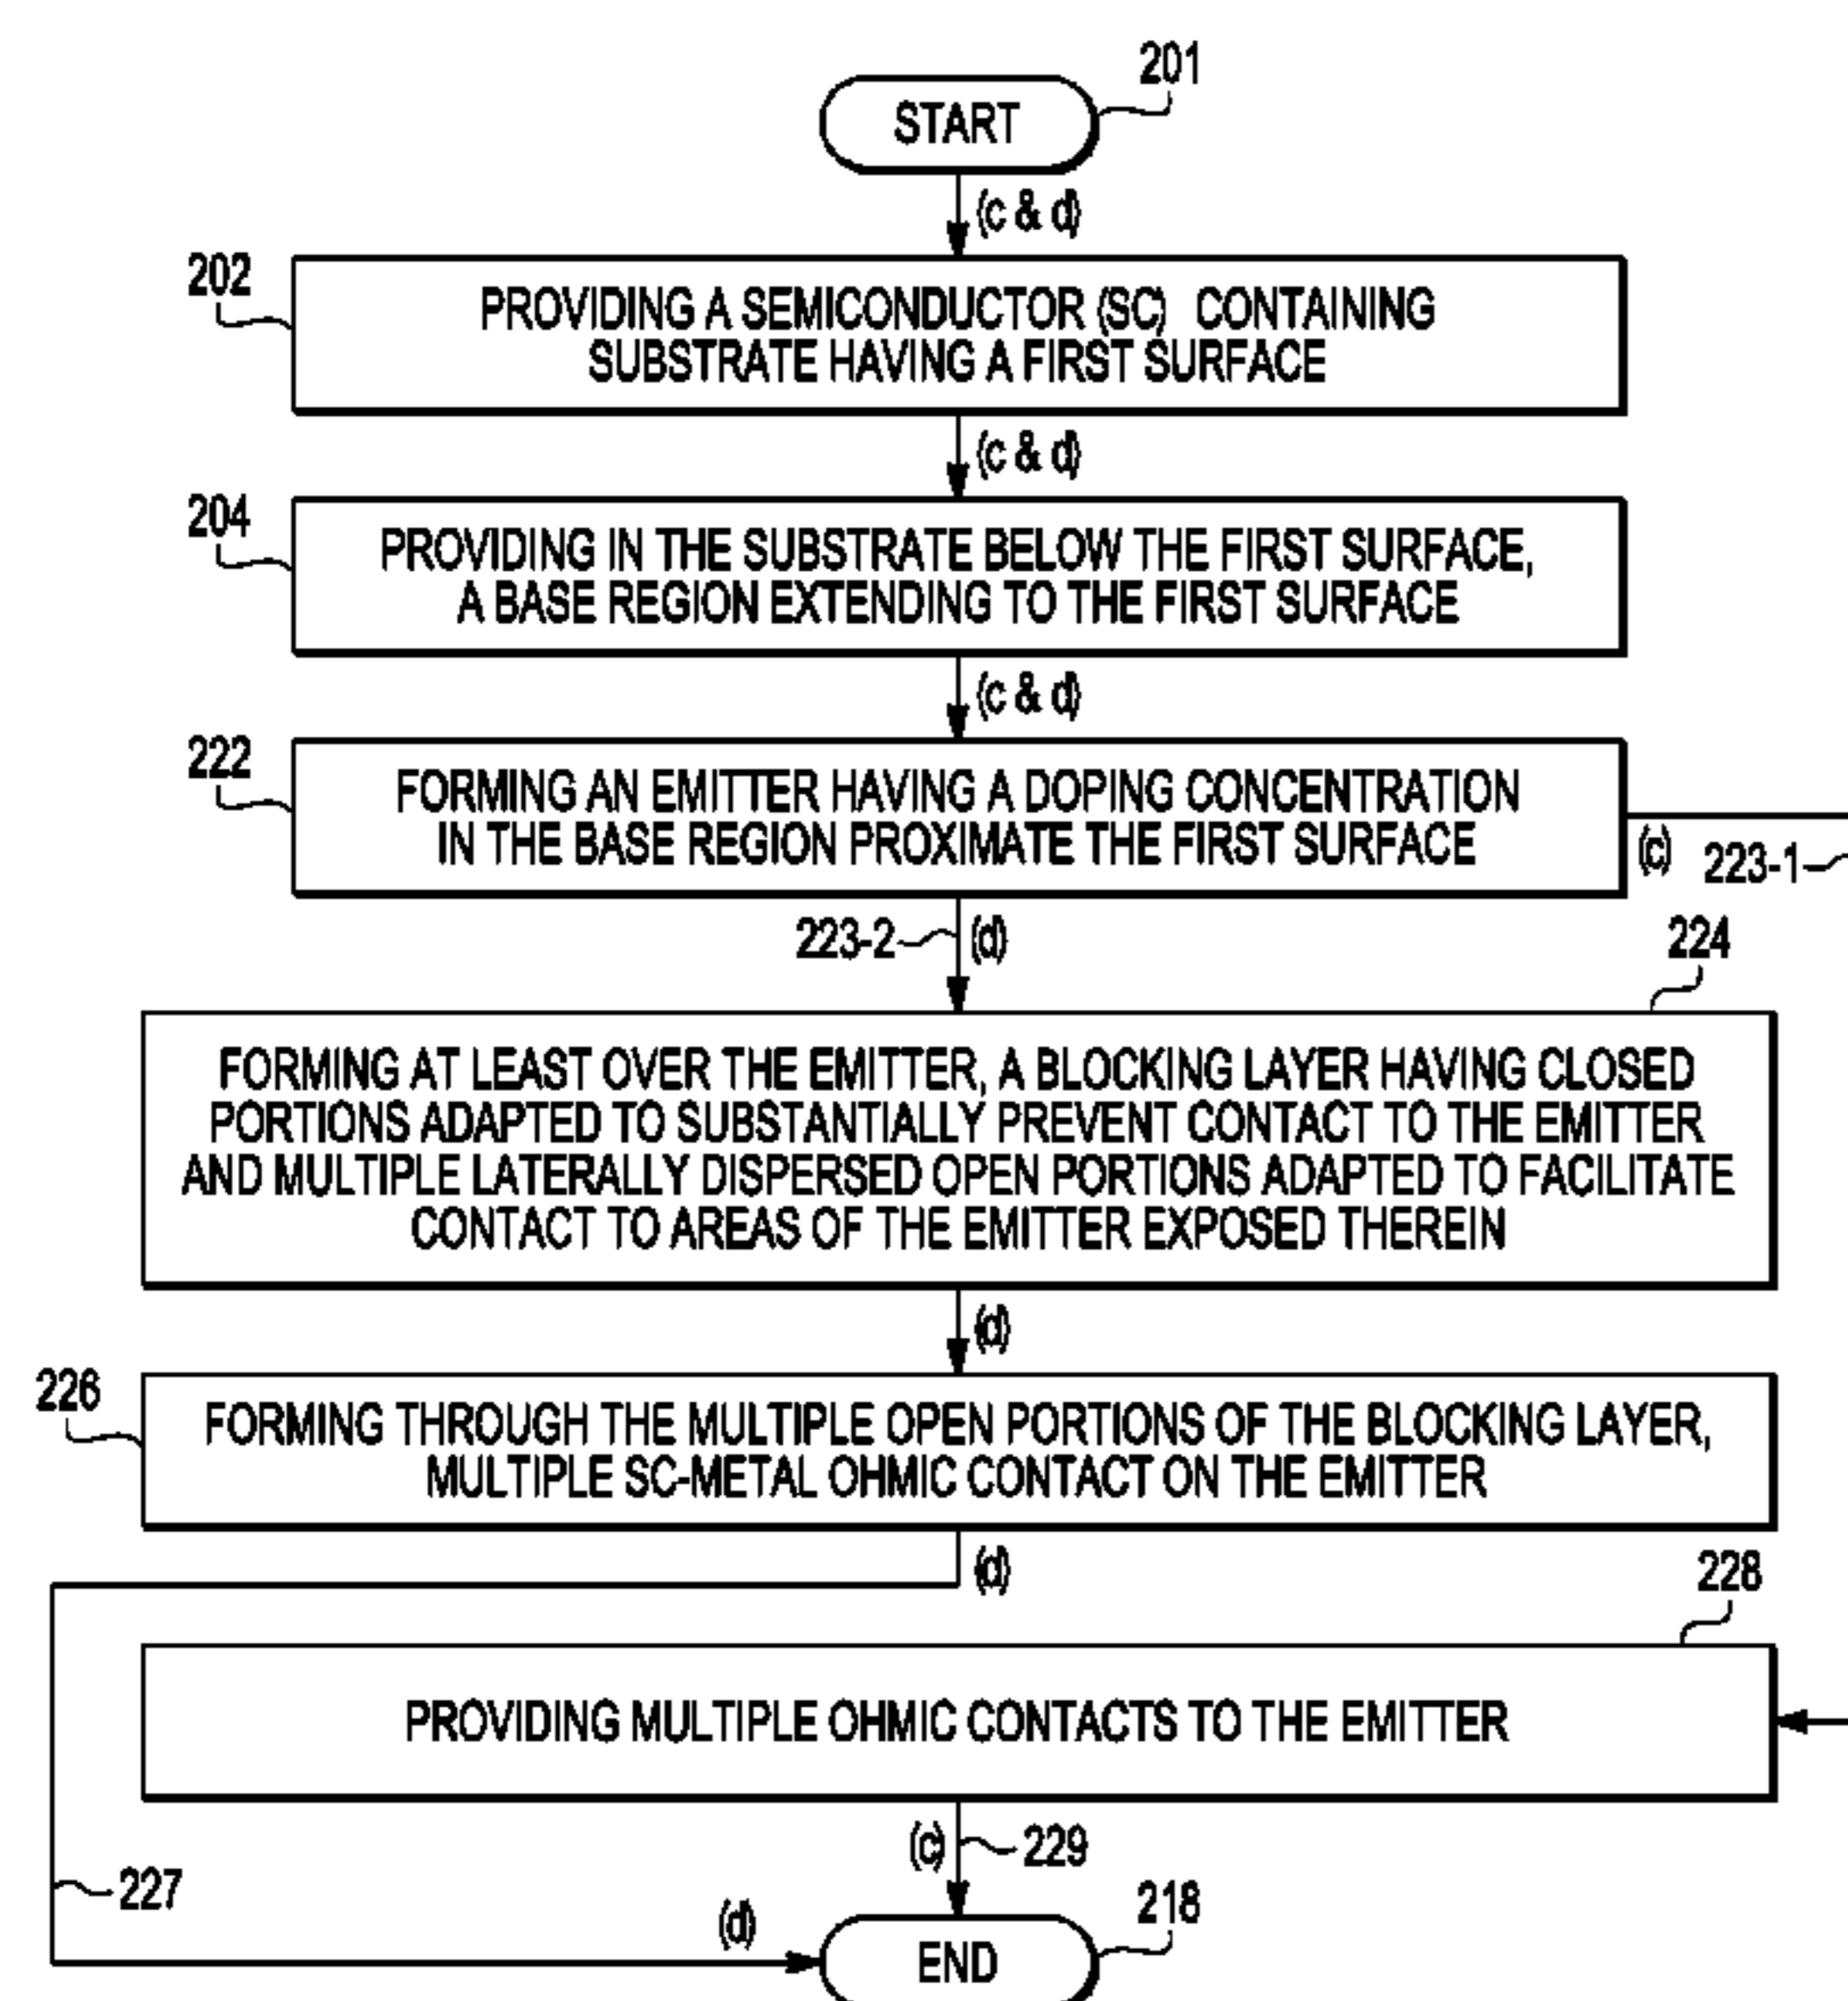 START
201
(c & d)
202
PROVIDING A SEMICONDUCTOR (SC) CONTAINING
SUBSTRATE HAVING A FIRST SURFACE
(c & d)
204
PROVIDING IN THE SUBSTRATE BELOW THE FIRST SURFACE,
A BASE REGION EXTENDING TO THE FIRST SURFACE
(c & d)
222
FORMING AN EMITTER HAVING A DOPING CONCENTRATION
IN THE BASE REGION PROXIMATE THE FIRST SURFACE
(c)
223-1
223-2
(d)
224
FORMING AT LEAST OVER THE EMITTER, A BLOCKING LAYER HAVING CLOSED
PORTIONS ADAPTED TO SUBSTANTIALLY PREVENT CONTACT TO THE EMITTER
AND MULTIPLE LATERALLY DISPERSED OPEN PORTIONS ADAPTED TO FACILITATE
CONTACT TO AREAS OF THE EMITTER EXPOSED THEREIN
(d)
226
FORMING THROUGH THE MULTIPLE OPEN PORTIONS OF THE BLOCKING LAYER,
MULTIPLE SC-METAL OHMIC CONTACT ON THE EMITTER
(d)
228
PROVIDING MULTIPLE OHMIC CONTACTS TO THE EMITTER
(c)
229
227
(d)
218
END